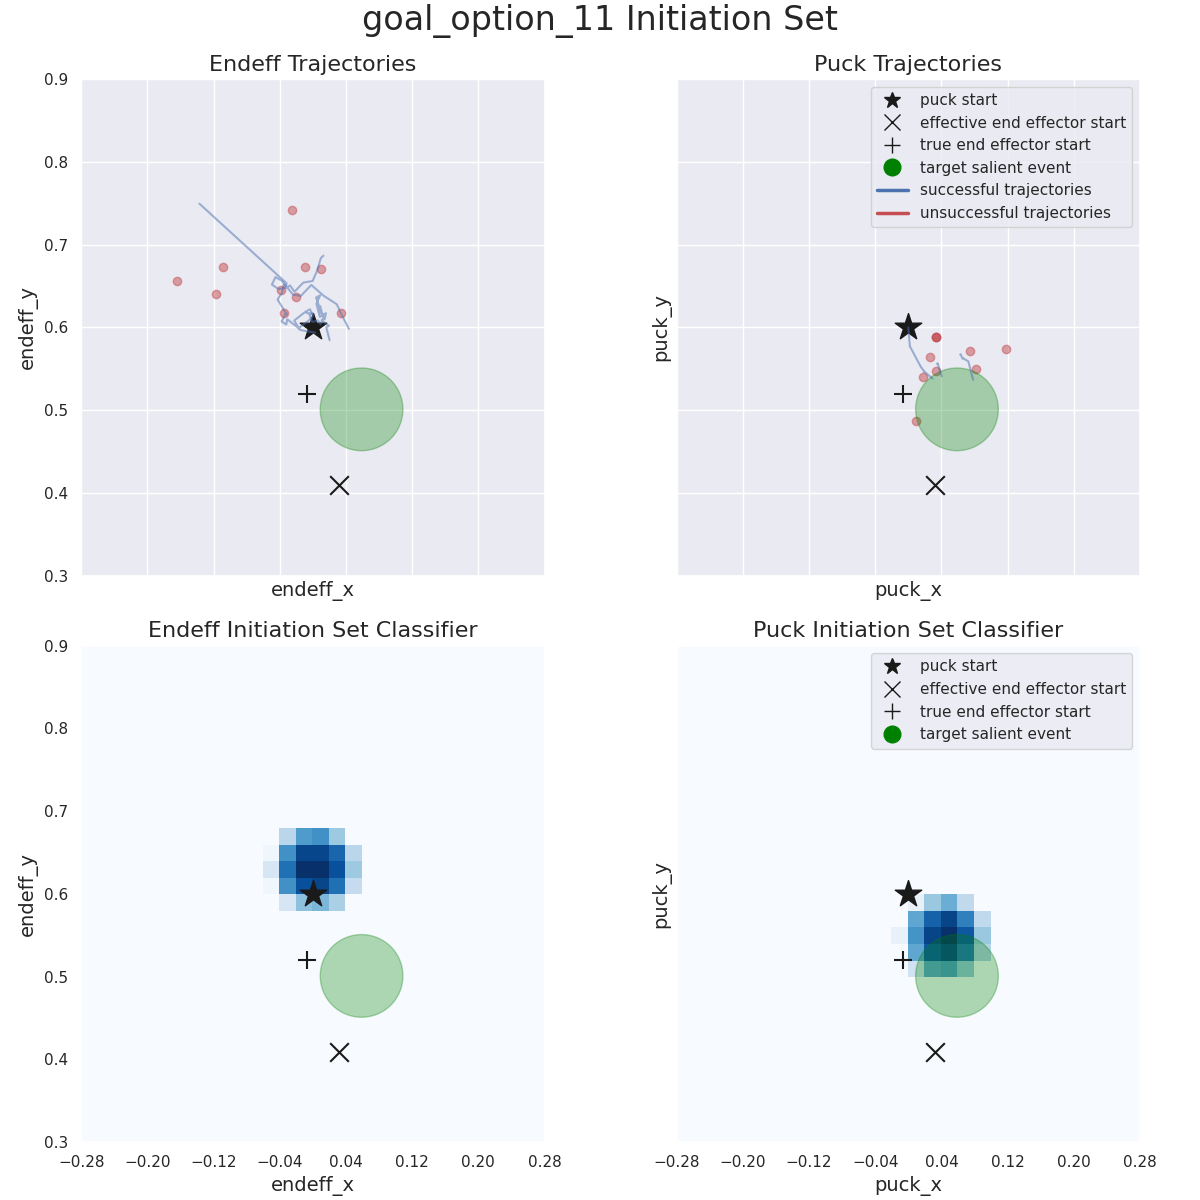 goal_option_11 Initiation Set
Endeff Trajectories
0.9
0.8
0.7
0.6
0.5
0.4
0.3
endeff_y
endeff_x
Puck Trajectories
puck start
effective end effector start
true end effector start
target salient event
successful trajectories
unsuccessful trajectories
puck_y
puck_x
Endeff Initiation Set Classifier
0.9
0.8
0.7
0.6
0.5
0.4
0.3
endeff_y
−0.28 −0.20 −0.12 −0.04 0.04 0.12 0.20 0.28
endeff_x
Puck Initiation Set Classifier
puck start
effective end effector start
true end effector start
target salient event
puck_y
−0.28 −0.20 −0.12 −0.04 0.04 0.12 0.20 0.28
puck_x